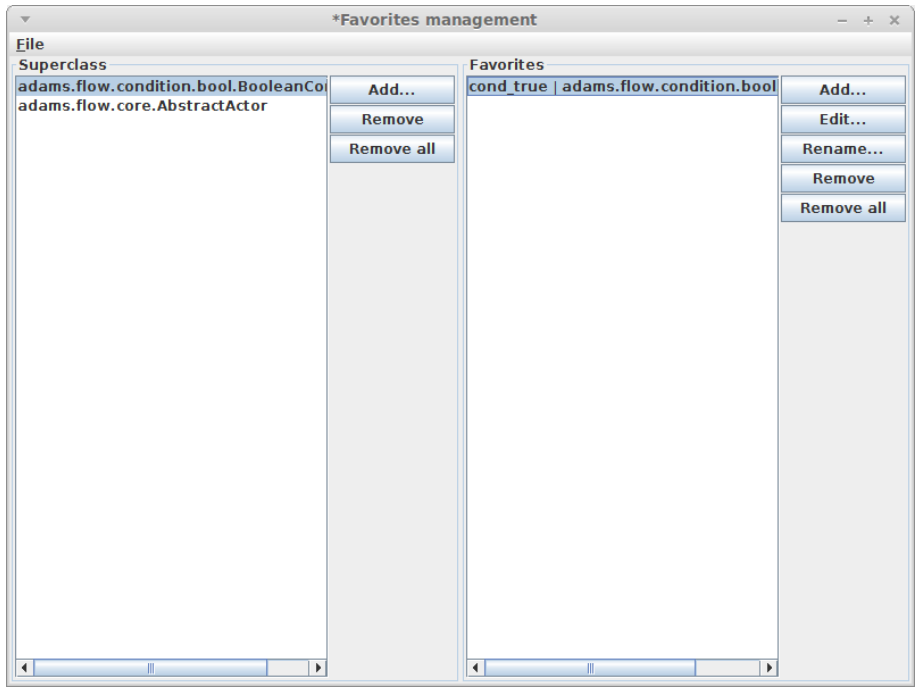 *Favorites management
File
Superclass
adams.flow.condition.bool.BooleanCo
adams.flow.core.AbstractActor
Add...
Remove
Remove all
Favorites
cond_true | adams.flow.condition.bool
Add...
Edit...
Rename...
Remove
Remove all